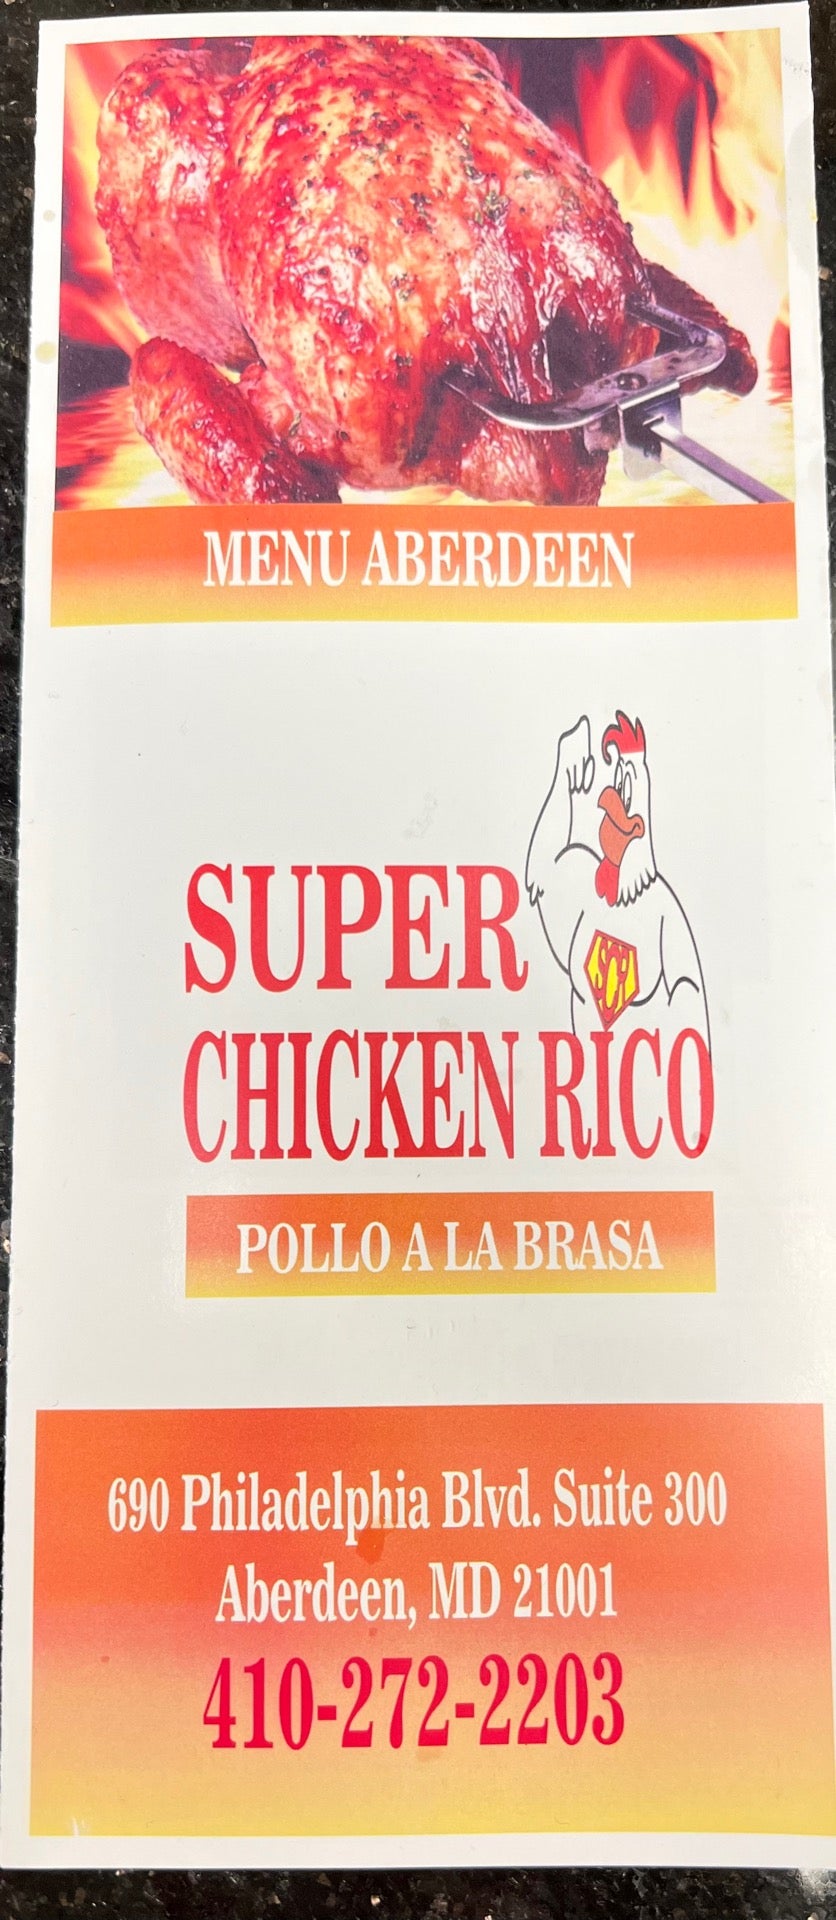 MENU ABERDEEN
SUPER
SCR
CHICKEN RICO
POLLO A LA BRASA
690 Philadelphia Blvd. Suite 300
Aberdeen, MD 21001
410-272-2203